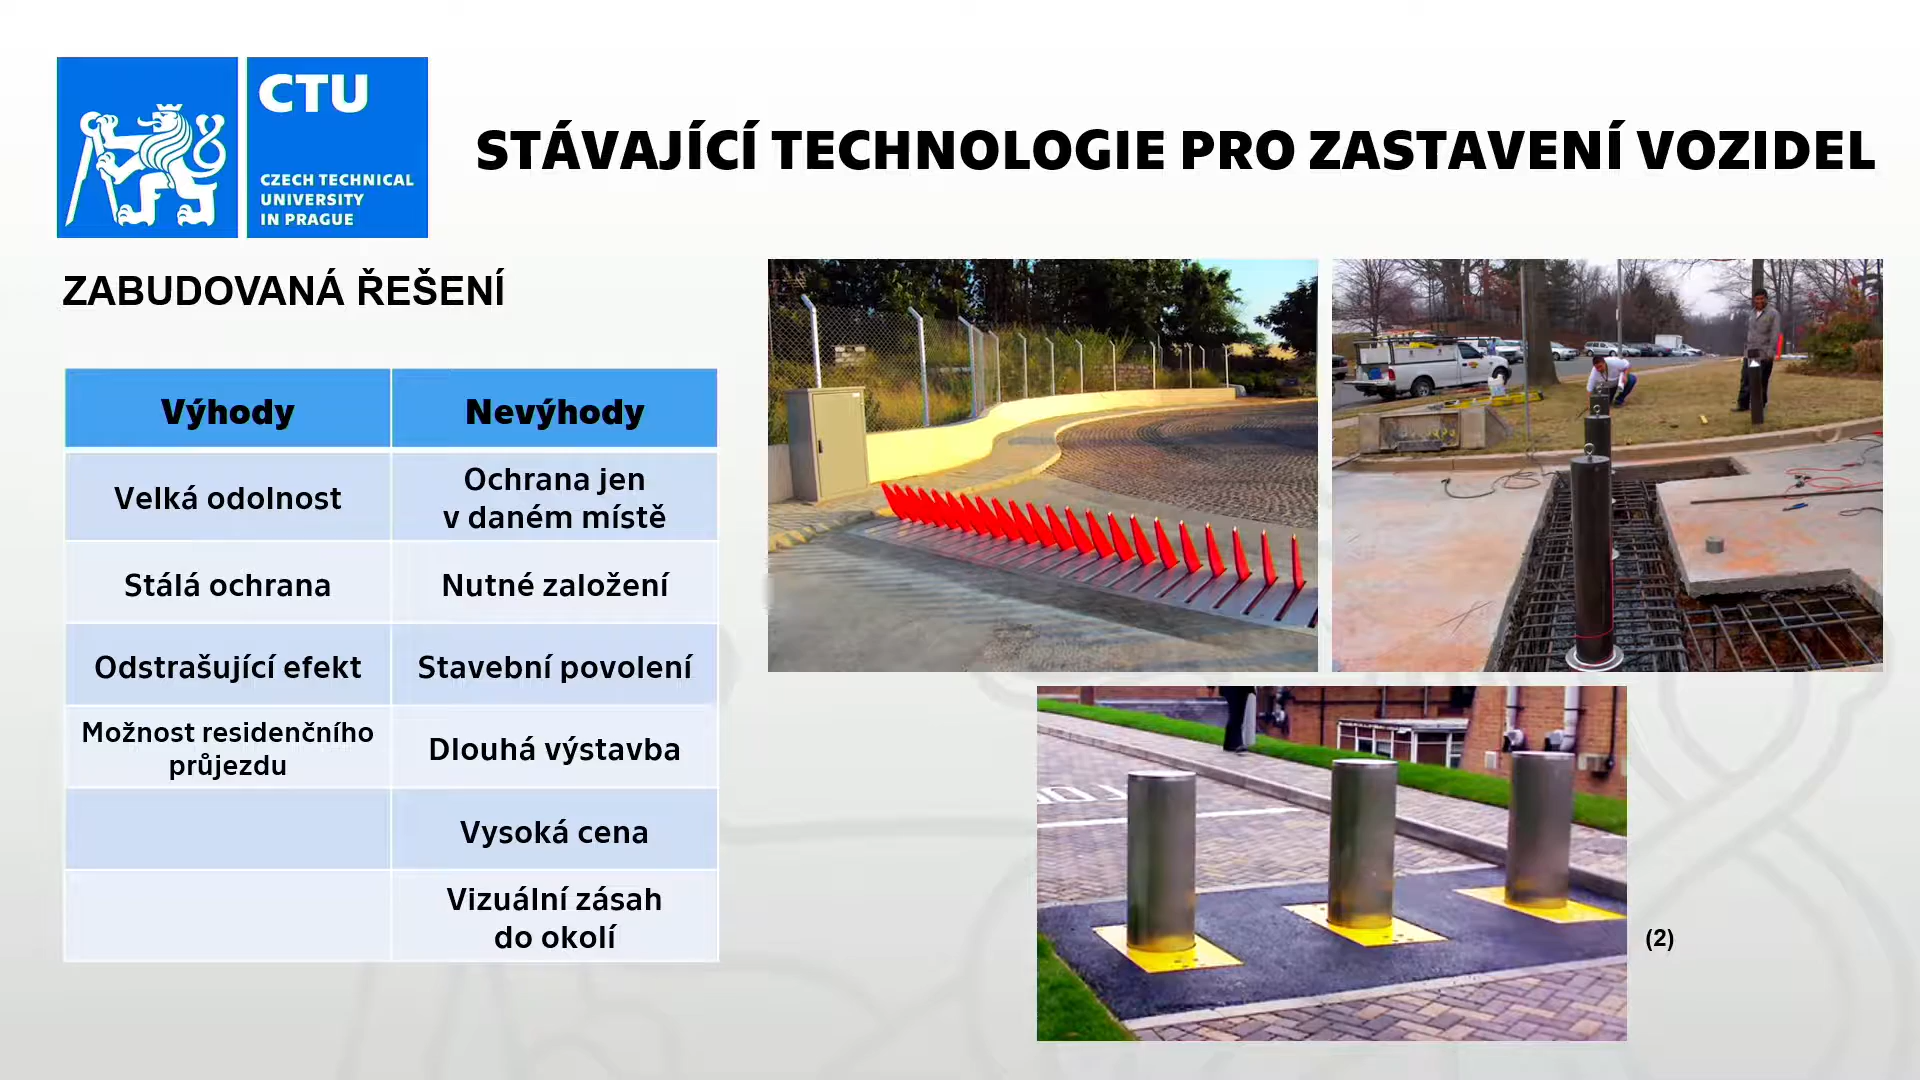 CTU
CZECH TECHNICAL
UNIVERSITY
IN PRAGUE
STÁVAJÍCÍ TECHNOLOGIE PRO ZASTAVENÍ VOZIDEL
ZABUDOVANÁ ŘEŠENÍ
Výhody Nevýhody
Velká odolnost
Ochrana jen
v daném místě
Stálá ochrana
Nutné založení
Odstrašující efekt
Stavební povolení
Možnost residenčního
průjezdu
Dlouhá výstavba
Vysoká cena
Vizuální zásah
do okolí
(2)